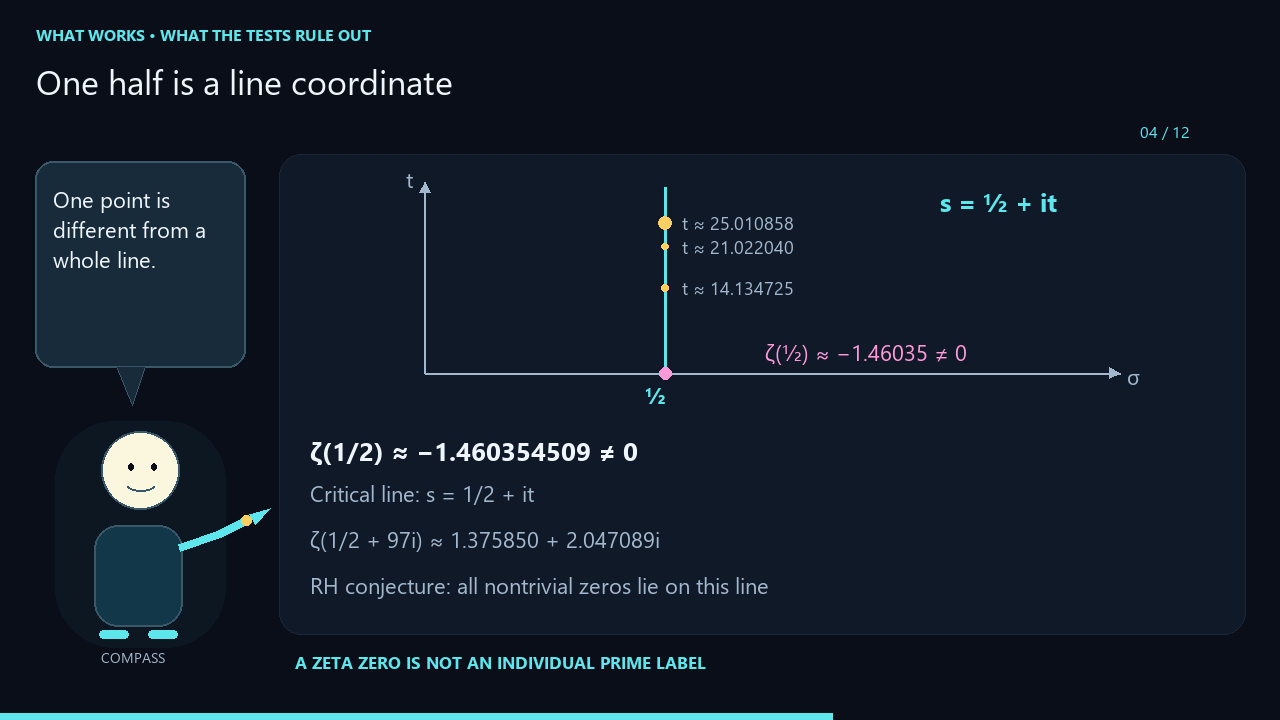 WHAT WORKS • WHAT THE TESTS RULE OUT
One half is a line coordinate
04 / 12
One point is
different from a
whole line.
t
s = ½ + it
t ≈ 25.010858
t ≈ 21.022040
t ≈ 14.134725
ζ(½) ≈ −1.46035 ≠ 0
σ
½
ζ(1/2) ≈ −1.460354509 ≠ 0
Critical line: s = 1/2 + it
ζ(1/2 + 97i) ≈ 1.375850 + 2.047089i
RH conjecture: all nontrivial zeros lie on this line
COMPASS
A ZETA ZERO IS NOT AN INDIVIDUAL PRIME LABEL